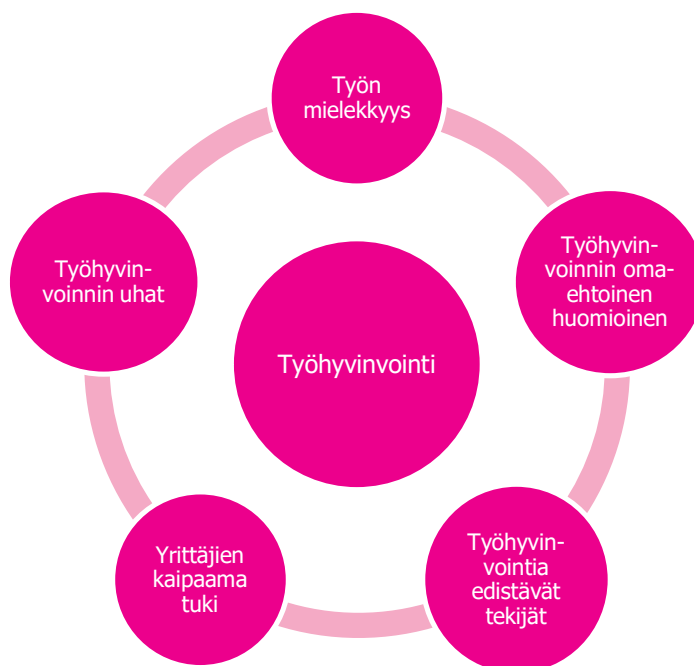 Työn
mielekkyys
Työhyvin-
voinnin oma-
ehtoinen
huomioinen
Työhyvin-
vointia
edistävät
tekijät
Yrittäjien
kaipaama
tuki
Työhyvin-
voinnin uhat
Työhyvinvointi